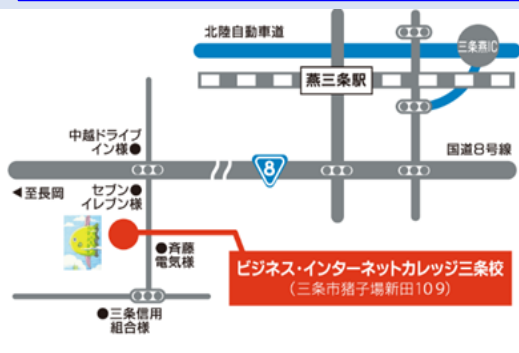 北陸自動車道
三条燕IC
燕三条駅
中越ドライブ
イン様●
国道8号線
8
◀至長岡
セブン●
イレブン様
●斉藤
電気様
ビジネス・インターネットカレッジ三条校
(三条市猪子場新田109)
●三条信用
組合様